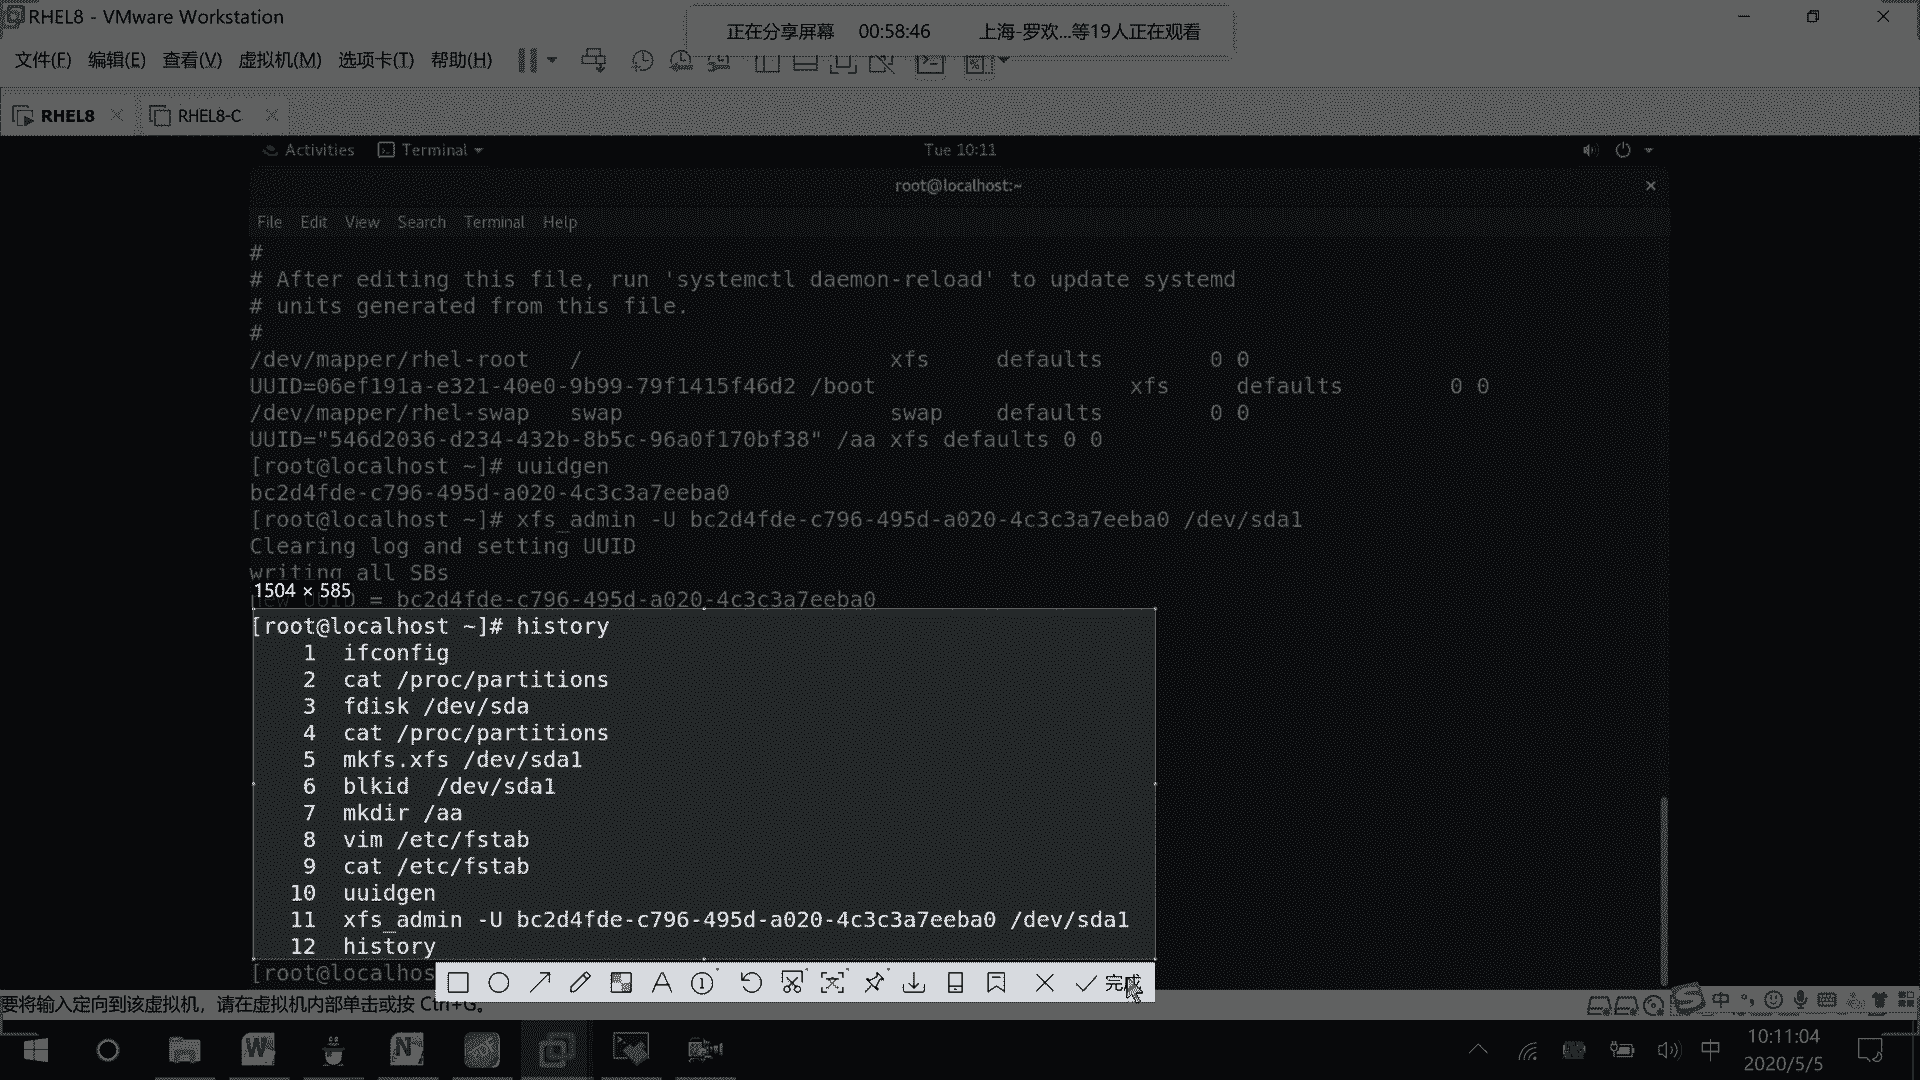 RHEL8 - VMware Workstation
正在分享屏幕 00:58:46 上海-罗欢...等19人正在观看
文件(F) 编辑(E) 查看(V) 虚拟机(M) 选项卡(T) 帮助(H)
RHEL8 RHEL8-C
Activities Terminal Tue 10:11
root@localhost:~
File Edit View Search Terminal Help
#
# After editing this file, run 'systemctl daemon-reload' to update systemd
# units generated from this file.
#
/dev/mapper/rhel-root / xfs defaults 0 0
UUID=06ef191a-e321-40e0-9b99-79f1415f46d2 /boot xfs defaults 0 0
/dev/mapper/rhel-swap swap swap defaults 0 0
UUID="546d2036-d234-432b-8b5c-96a0f170bf38" /aa xfs defaults 0 0
[root@localhost ~]# uuidgen
bc2d4fde-c796-495d-a020-4c3c3a7eeba0
[root@localhost ~]# xfs_admin -U bc2d4fde-c796-495d-a020-4c3c3a7eeba0 /dev/sda1
Clearing log and setting UUID
writing all SBs
1504 × 585
= bc2d4fde-c796-495d-a020-4c3c3a7eeba0
[root@localhost ~]# history
1 ifconfig
2 cat /proc/partitions
3 fdisk /dev/sda
4 cat /proc/partitions
5 mkfs.xfs /dev/sda1
6 blkid /dev/sda1
7 mkdir /aa
8 vim /etc/fstab
9 cat /etc/fstab
10 uuidgen
11 xfs_admin -U bc2d4fde-c796-495d-a020-4c3c3a7eeba0 /dev/sda1
12 history
[root@localhos
完成
要将输入定向到该虚拟机，请在虚拟机内部单击或按 Ctrl+G。
中
中 10:11:04
2020/5/5